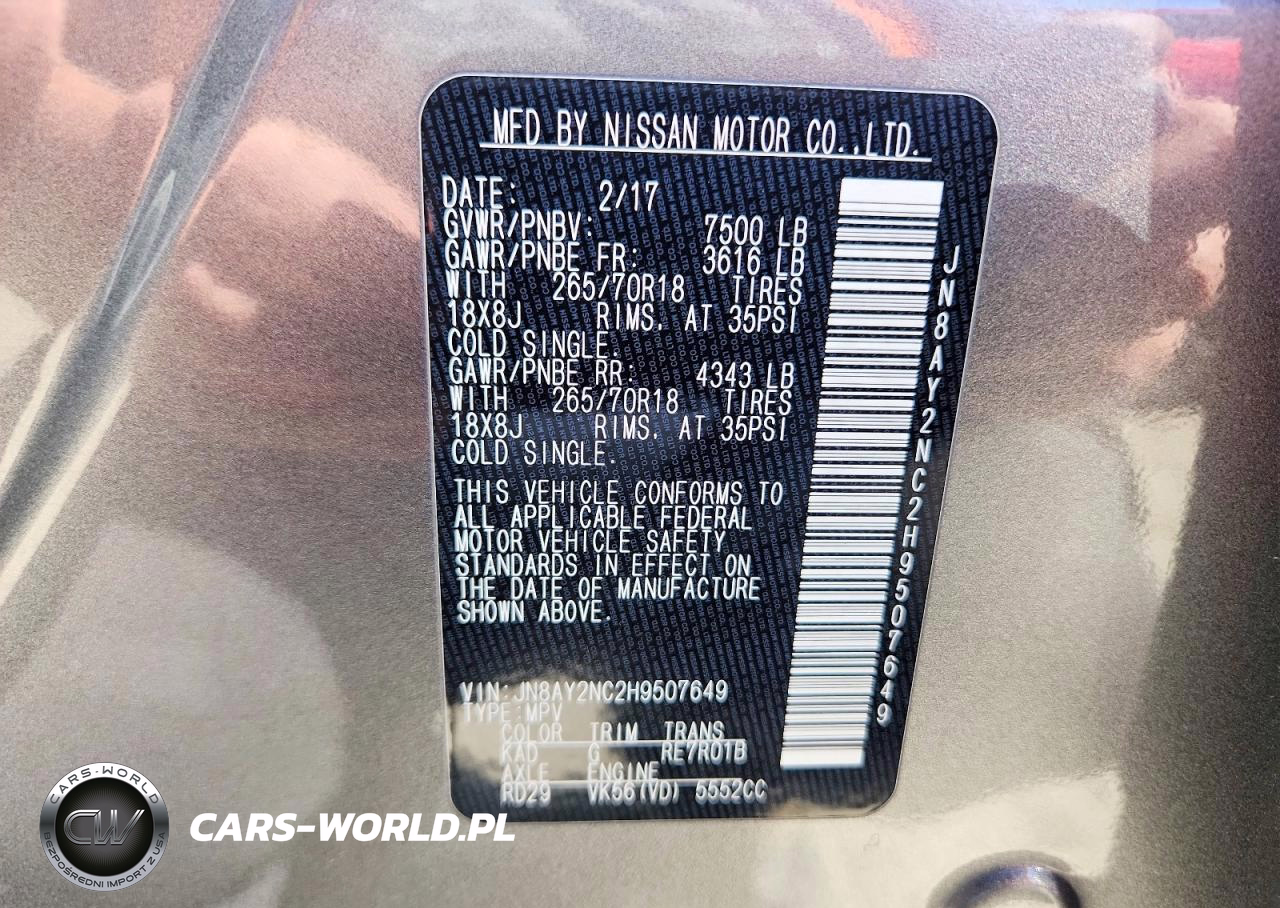 MFD BY NISSAN MOTOR CO.,LTD.
DATE: 2/17
GVWR/PNBV: 7500 LB
GAWR/PNBE FR: 3616 LB
WITH 265/70R18 TIRES
18X8J RIMS. AT 35PSI
COLD SINGLE.
GAWR/PNBE RR: 4343 LB
WITH 265/70R18 TIRES
18X8J RIMS. AT 35PSI
COLD SINGLE.
THIS VEHICLE CONFORMS TO
ALL APPLICABLE FEDERAL
MOTOR VEHICLE SAFETY
STANDARDS IN EFFECT ON
THE DATE OF MANUFACTURE
SHOWN ABOVE.
VIN:JN8AY2NC2H9507649
TYPE:MPV
COLOR TRIM TRANS
KAD G RE7R01B
AXLE ENGINE
RD29 VK56(VD) 5552CC
JN8AY2NC2H9507649
CARS-WORLD
CW
BEZPOŚREDNI IMPORT Z USA
CARS-WORLD.PL